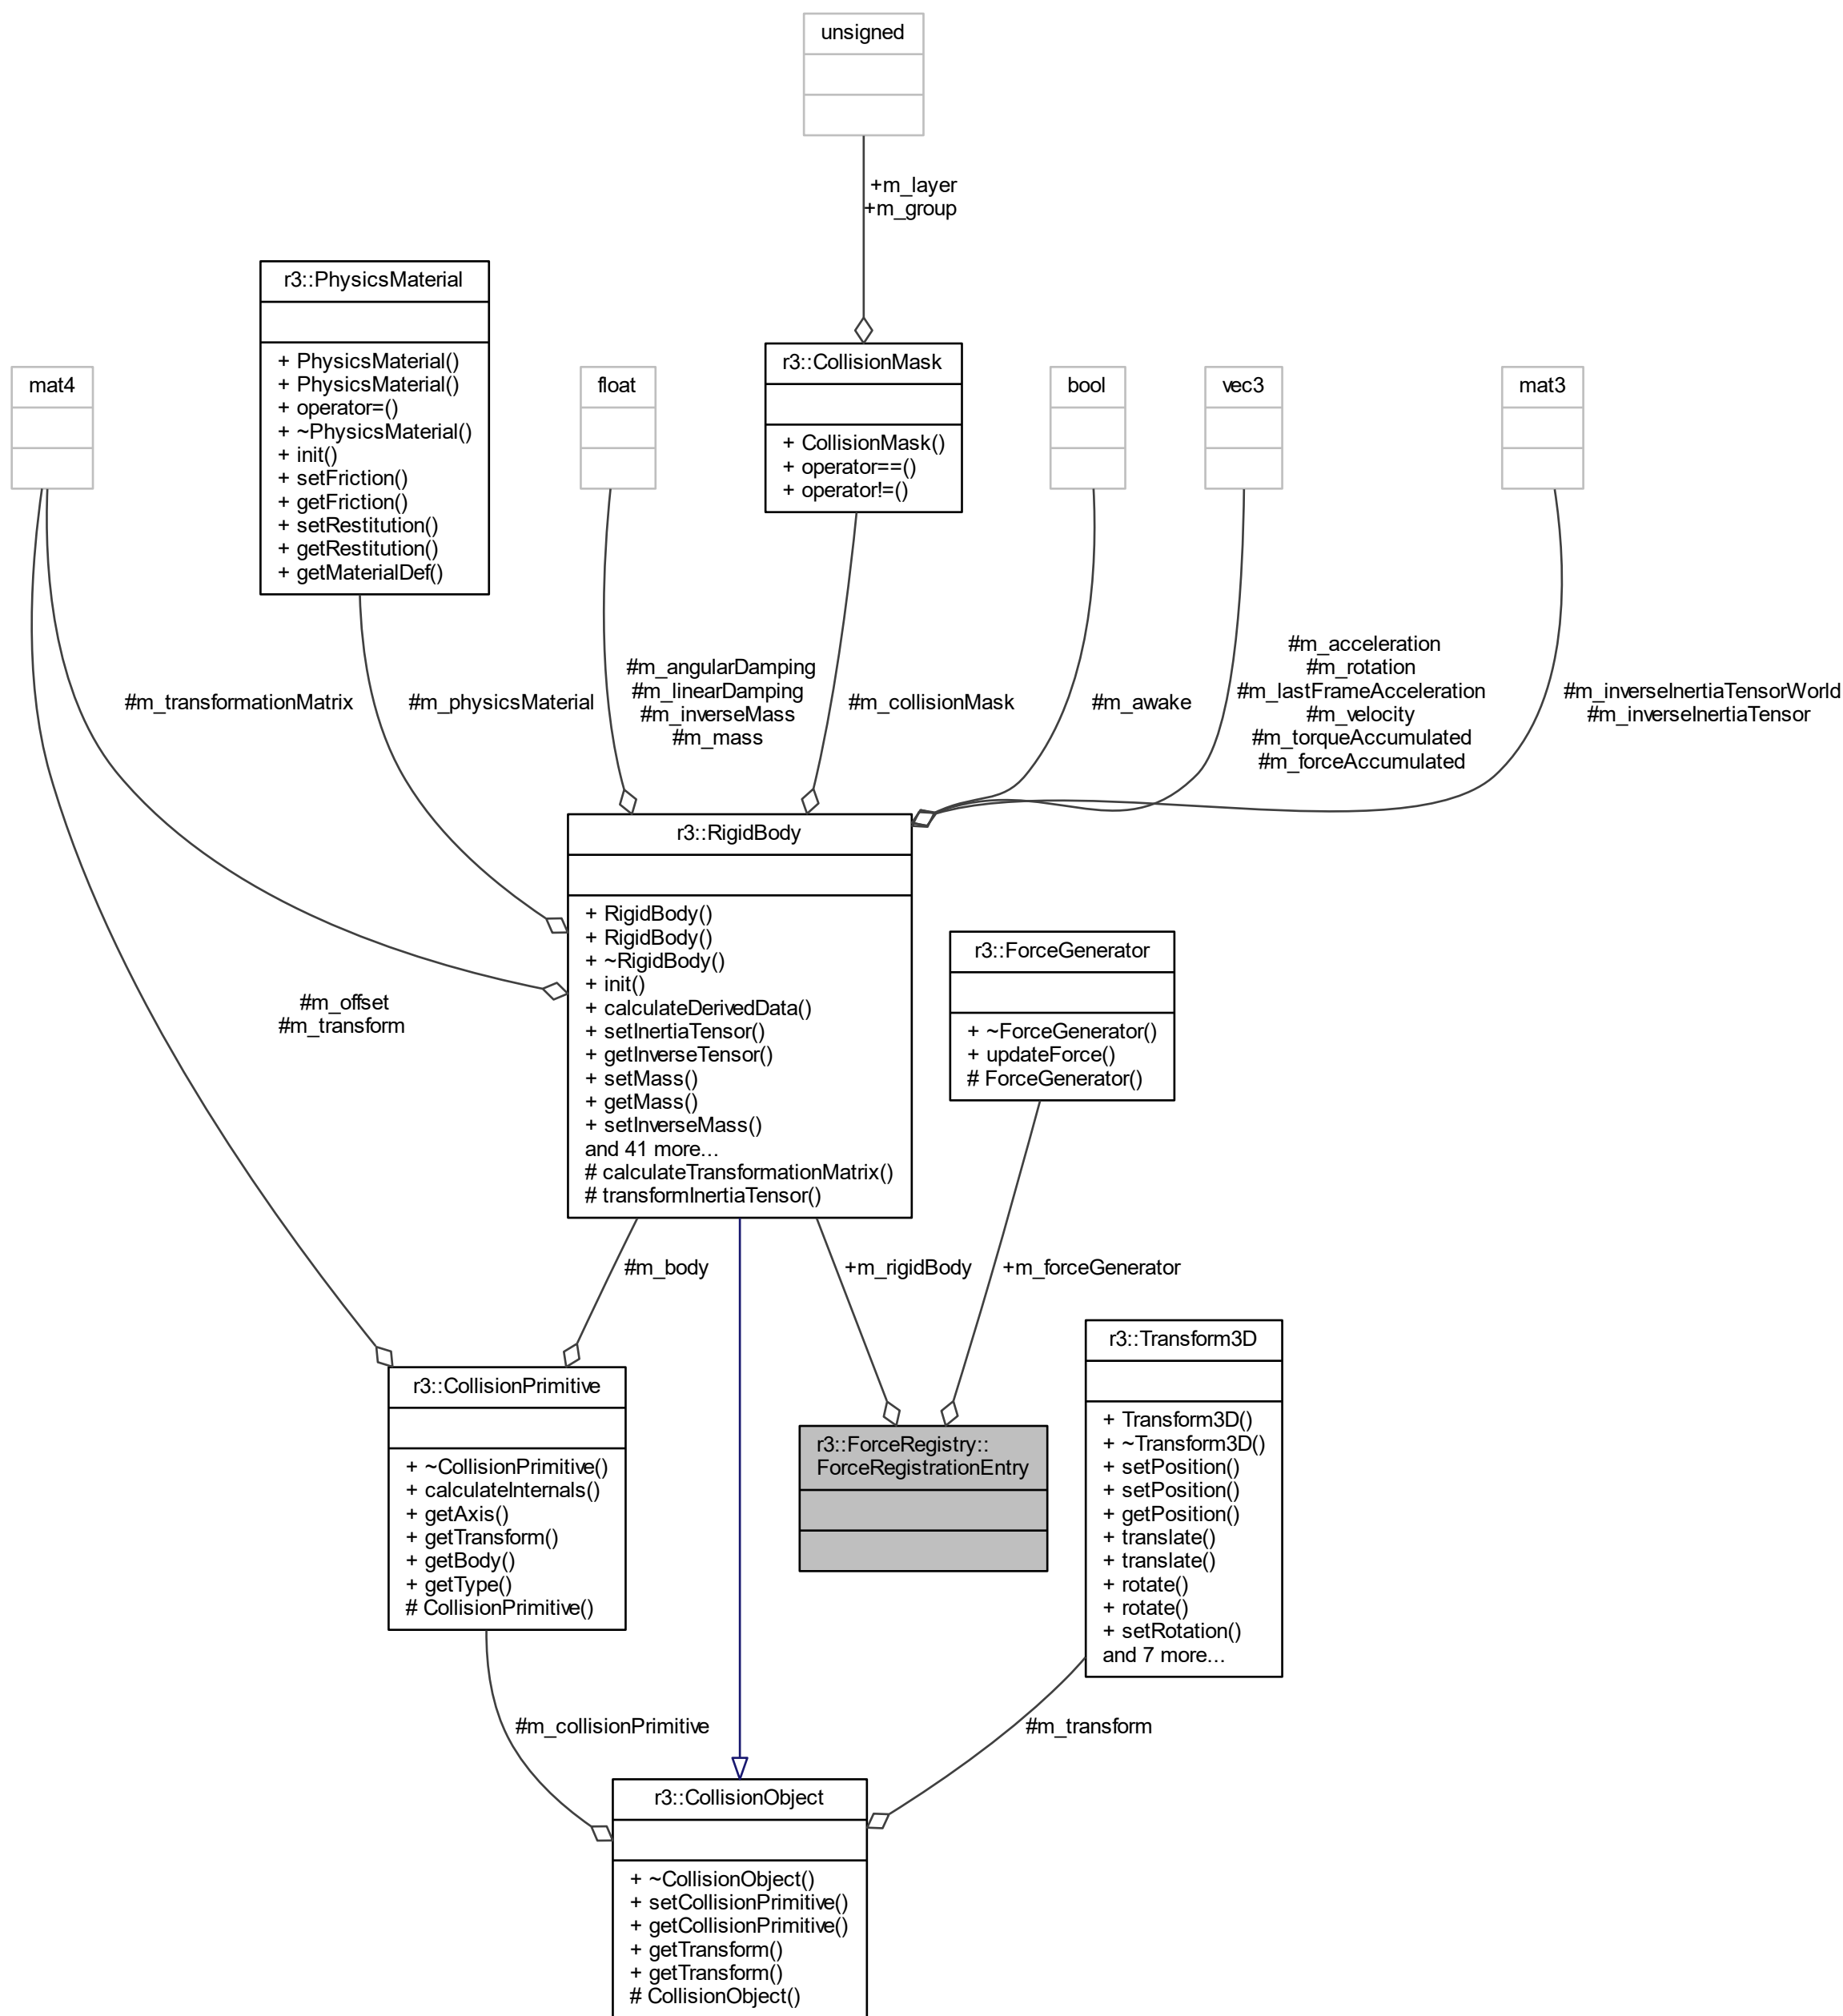 unsigned
+m_layer
+m_group
r3::PhysicsMaterial
+ PhysicsMaterial()
+ PhysicsMaterial()
+ operator=()
+ ~PhysicsMaterial()
+ init()
+ setFriction()
+ getFriction()
+ setRestitution()
+ getRestitution()
+ getMaterialDef()
mat4
float
r3::CollisionMask
+ CollisionMask()
+ operator==()
+ operator!=()
bool
vec3
mat3
#m_transformationMatrix
#m_physicsMaterial
#m_angularDamping
#m_linearDamping
#m_inverseMass
#m_mass
#m_collisionMask
#m_awake
#m_acceleration
#m_rotation
#m_lastFrameAcceleration
#m_velocity
#m_torqueAccumulated
#m_forceAccumulated
#m_inverseInertiaTensorWorld
#m_inverseInertiaTensor
r3::RigidBody
+ RigidBody()
+ RigidBody()
+ ~RigidBody()
+ init()
+ calculateDerivedData()
+ setInertiaTensor()
+ getInverseTensor()
+ setMass()
+ getMass()
+ setInverseMass()
and 41 more...
# calculateTransformationMatrix()
# transformInertiaTensor()
r3::ForceGenerator
+ ~ForceGenerator()
+ updateForce()
# ForceGenerator()
#m_offset
#m_transform
#m_body
+m_rigidBody
+m_forceGenerator
r3::CollisionPrimitive
+ ~CollisionPrimitive()
+ calculateInternals()
+ getAxis()
+ getTransform()
+ getBody()
+ getType()
# CollisionPrimitive()
r3::ForceRegistry::
ForceRegistrationEntry
r3::Transform3D
+ Transform3D()
+ ~Transform3D()
+ setPosition()
+ setPosition()
+ getPosition()
+ translate()
+ translate()
+ rotate()
+ rotate()
+ setRotation()
and 7 more...
#m_collisionPrimitive
#m_transform
r3::CollisionObject
+ ~CollisionObject()
+ setCollisionPrimitive()
+ getCollisionPrimitive()
+ getTransform()
+ getTransform()
# CollisionObject()